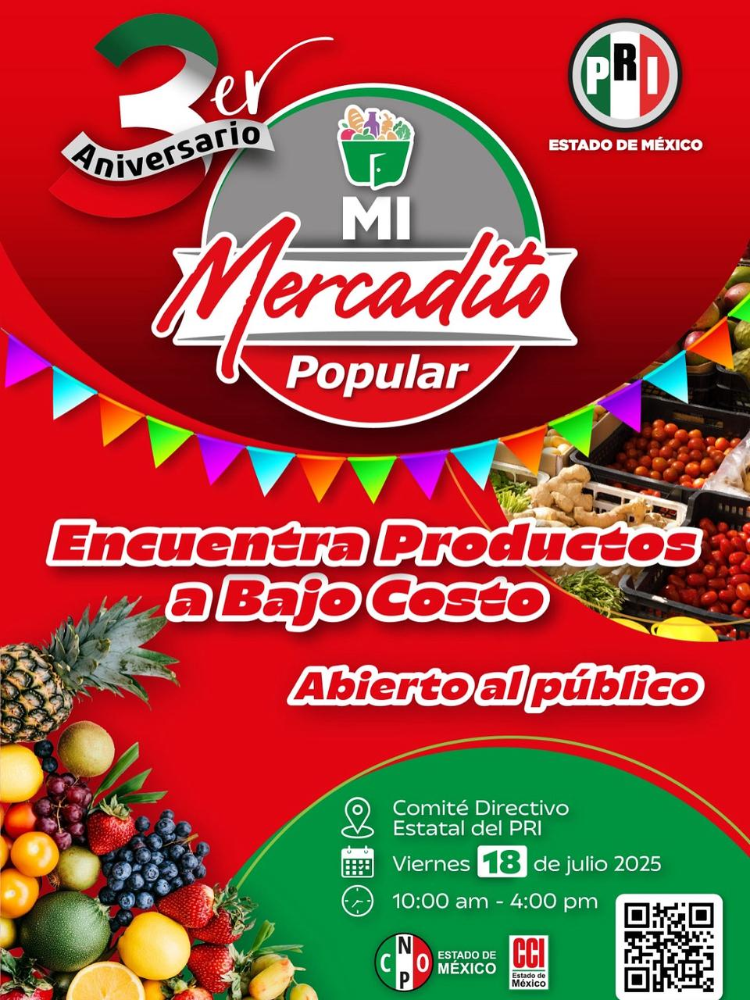 3er
Aniversario
PRI
ESTADO DE MÉXICO
MI
Mercadito
Popular
Encuentra Productos
a Bajo Costo
Abierto al público
Comité Directivo
Estatal del PRI
Viernes 18 de julio 2025
10:00 am - 4:00 pm
CNOP
ESTADO DE
MÉXICO
CCI
Estado de
México